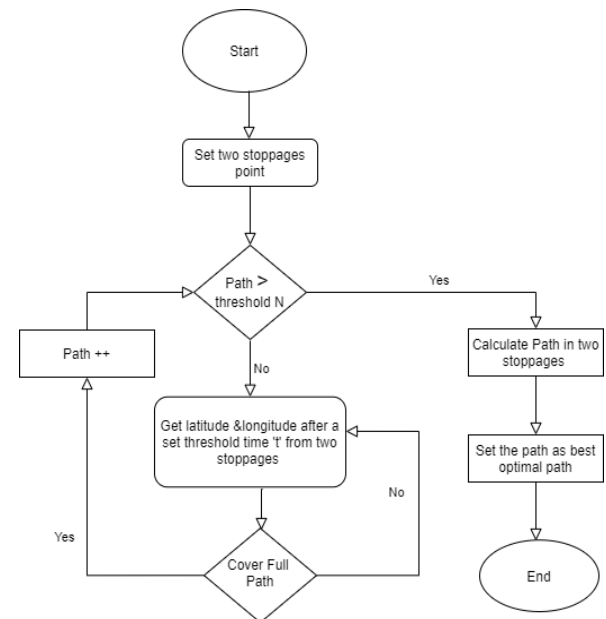 Start
Set two stoppages
point
Path >
threshold N
Yes
No
Path ++
Calculate Path in two
stoppages
Get latitude &longitude after a
set threshold time 't' from two
stoppages
Set the path as best
optimal path
No
Yes
Cover Full
Path
End